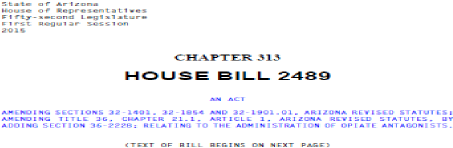 State of Arizona
House of Representatives
Fifty-second Legislature
First Regular Session
2015
CHAPTER 313
HOUSE BILL 2489
AN ACT
AMENDING SECTIONS 32-1401, 32-1854 AND 32-1901.01, ARIZONA REVISED STATUTES;
AMENDING TITLE 36, CHAPTER 21.1, ARTICLE 1, ARIZONA REVISED STATUTES, BY
ADDING SECTION 36-2228; RELATING TO THE ADMINISTRATION OF OPIATE ANTAGONISTS.
(TEXT OF BILL BEGINS ON NEXT PAGE)